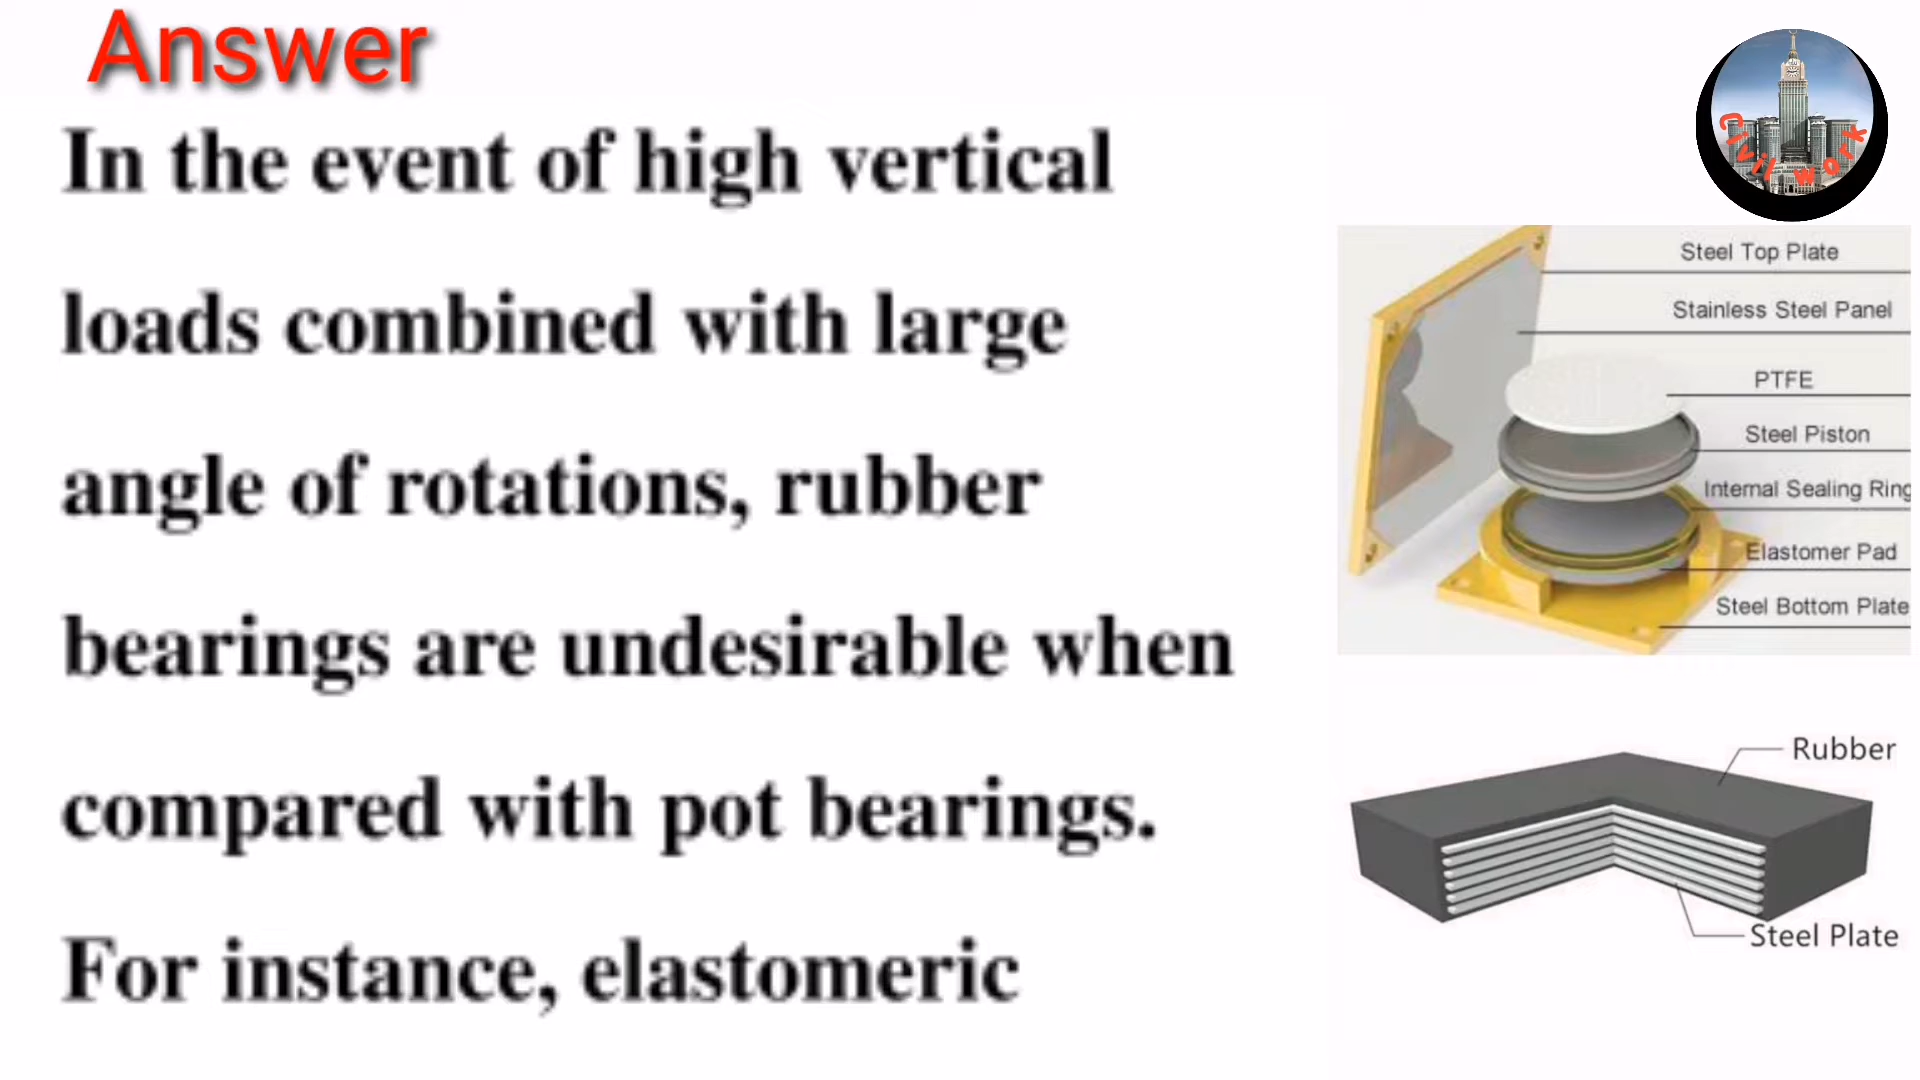 Answer
In the event of high vertical
loads combined with large
angle of rotations, rubber
bearings are undesirable when
compared with pot bearings.
For instance, elastomeric
Civil work
Steel Top Plate
Stainless Steel Panel
PTFE
Steel Piston
Internal Sealing Ring
Elastomer Pad
Steel Bottom Plate
Rubber
Steel Plate